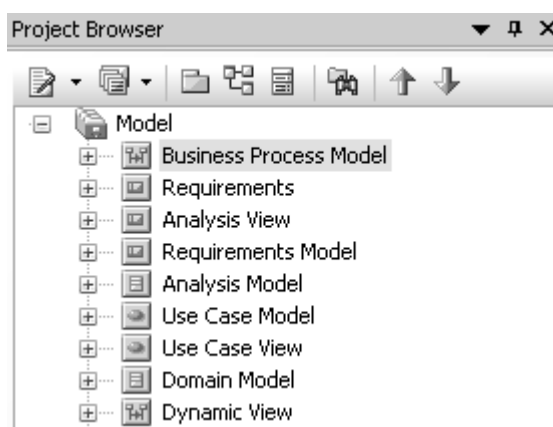 Project Browser
Model
Business Process Model
Requirements
Analysis View
Requirements Model
Analysis Model
Use Case Model
Use Case View
Domain Model
Dynamic View